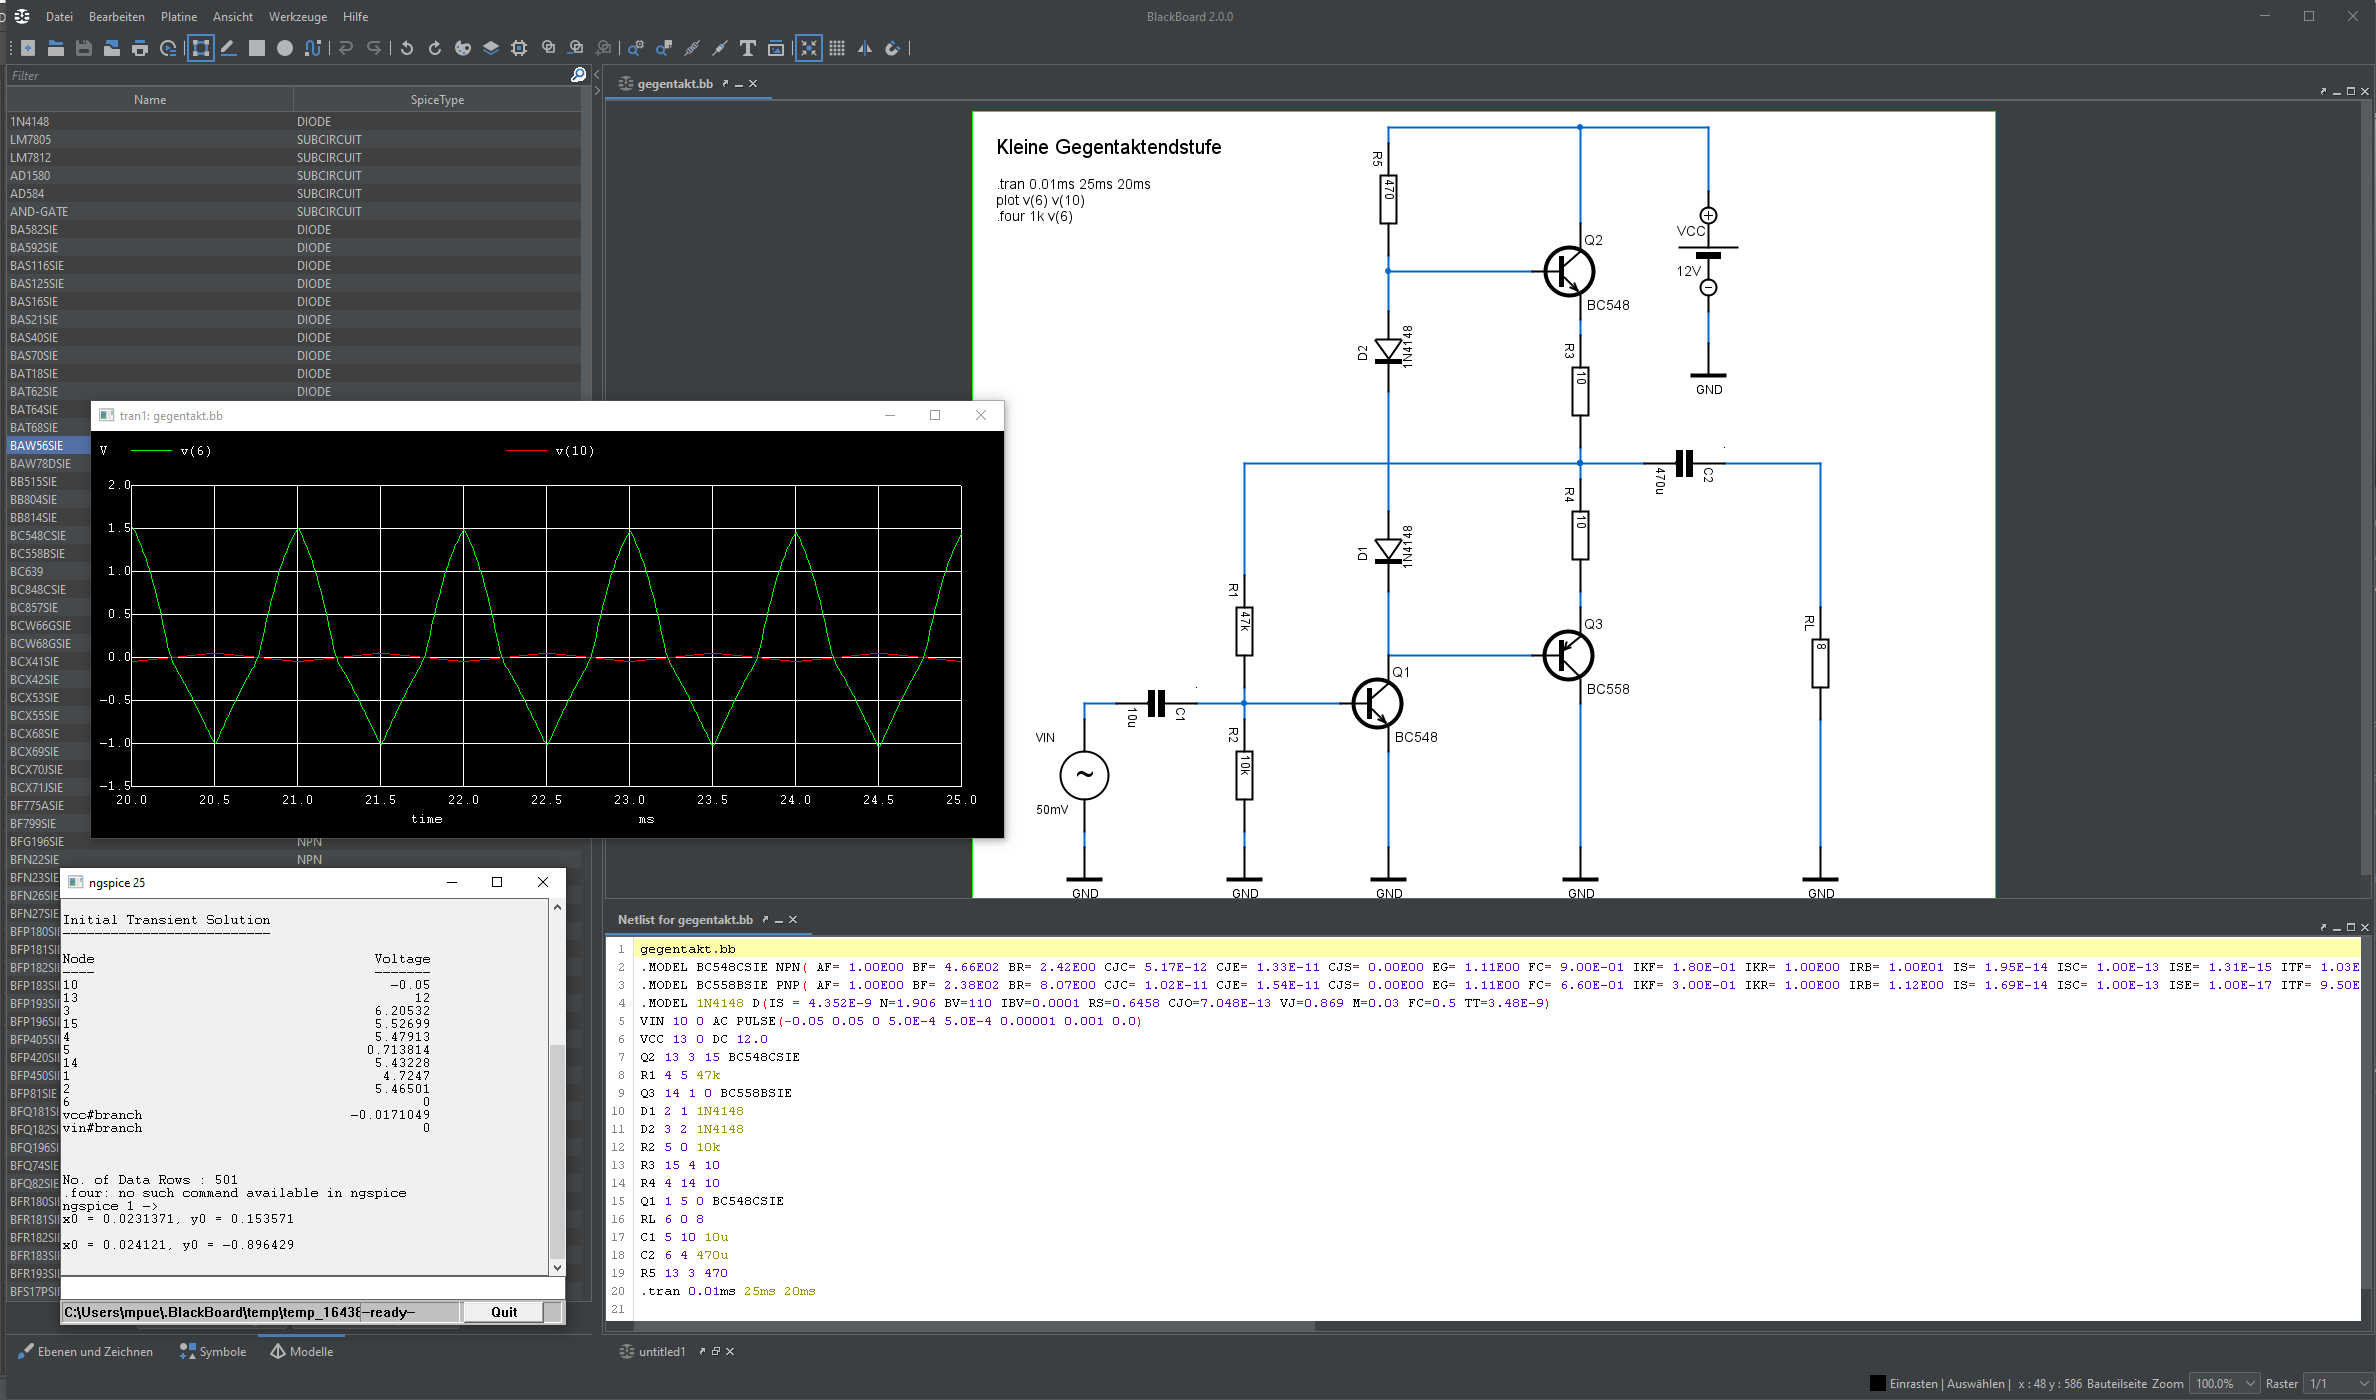 Datei Bearbeiten Platine Ansicht Werkzeuge Hilfe
BlackBoard 2.0.0
Filter
Name SpiceType
1N4148 DIODE
LM7805 SUBCIRCUIT
LM7812 SUBCIRCUIT
AD1580 SUBCIRCUIT
AD584 SUBCIRCUIT
AND-GATE SUBCIRCUIT
BA582SIE DIODE
BA592SIE DIODE
BAS116SIE DIODE
BAS125SIE DIODE
BAS16SIE DIODE
BAS21SIE DIODE
BAS40SIE DIODE
BAS70SIE DIODE
BAT18SIE DIODE
BAT62SIE DIODE
BAT64SIE
BAT68SIE
BAW56SIE
BAW78DSIE
BB515SIE
BB804SIE
BB814SIE
BC548CSIE
BC558BSIE
BC639
BC848CSIE
BC857SIE
BCW66GSIE
BCW68GSIE
BCX41SIE
BCX42SIE
BCX53SIE
BCX55SIE
BCX68SIE
BCX69SIE
BCX70JSIE
BCX71JSIE
BF775ASIE
BF799SIE
BFG196SIE NPN
BFN22SIE NPN
BFN23SIE
BFN26SIE
BFN27SIE
BFP180SI
BFP181SI
BFP182SI
BFP183SI
BFP193SI
BFP196SI
BFP405SI
BFP420SI
BFP450SI
BFP81SIE
BFQ181SI
BFQ182SI
BFQ196SI
BFQ74SIE
BFQ82SIE
BFR180SI
BFR181SI
BFR182SI
BFR183SI
BFR193SI
BFS17PSI
tran1: gegentakt.bb
V v(6) v(10)
2.0
1.5
1.0
0.5
0.0
-0.5
-1.0
-1.5
20.0 20.5 21.0 21.5 22.0 22.5 23.0 23.5 24.0 24.5 25.0
time ms
ngspice 25
Initial Transient Solution
--------------------------
Node Voltage
---- -------
10 -0.05
13 12
3 6.20532
15 5.52699
4 5.47913
5 0.713814
14 5.43228
1 4.7247
2 5.46501
6 0
vcc#branch -0.0171049
vin#branch 0
No. of Data Rows : 501
.four: no such command available in ngspice
ngspice 1 ->
x0 = 0.0231371, y0 = 0.153571
x0 = 0.024121, y0 = -0.896429
C:\Users\mpue\.BlackBoard\temp\temp_1643 --ready-- Quit
Ebenen und Zeichnen Symbole Modelle
gegentakt.bb
Kleine Gegentaktendstufe
.tran 0.01ms 25ms 20ms
plot v(6) v(10)
.four 1k v(6)
R5
470
Q2
BC548
VCC
12V
GND
D2
1N4148
R3
10
470u
C2
R4
10
D1
1N4148
R1
47k
Q3
BC558
RL
8
Q1
BC548
10u
C1
R2
10k
VIN
~
50mV
GND GND GND GND GND
Netlist for gegentakt.bb
1 gegentakt.bb
2 .MODEL BC548CSIE NPN( AF= 1.00E00 BF= 4.66E02 BR= 2.42E00 CJC= 5.17E-12 CJE= 1.33E-11 CJS= 0.00E00 EG= 1.11E00 FC= 9.00E-01 IKF= 1.80E-01 IKR= 1.00E00 IRB= 1.00E01 IS= 1.95E-14 ISC= 1.00E-13 ISE= 1.31E-15 ITF= 1.03E
3 .MODEL BC558BSIE PNP( AF= 1.00E00 BF= 2.38E02 BR= 8.07E00 CJC= 1.02E-11 CJE= 1.54E-11 CJS= 0.00E00 EG= 1.11E00 FC= 6.60E-01 IKF= 3.00E-01 IKR= 1.00E00 IRB= 1.12E00 IS= 1.69E-14 ISC= 1.00E-13 ISE= 1.00E-17 ITF= 9.50E
4 .MODEL 1N4148 D(IS = 4.352E-9 N=1.906 BV=110 IBV=0.0001 RS=0.6458 CJO=7.048E-13 VJ=0.869 M=0.03 FC=0.5 TT=3.48E-9)
5 VIN 10 0 AC PULSE(-0.05 0.05 0 5.0E-4 5.0E-4 0.00001 0.001 0.0)
6 VCC 13 0 DC 12.0
7 Q2 13 3 15 BC548CSIE
8 R1 4 5 47k
9 Q3 14 1 0 BC558BSIE
10 D1 2 1 1N4148
11 D2 3 2 1N4148
12 R2 5 0 10k
13 R3 15 4 10
14 R4 4 14 10
15 Q1 1 5 0 BC548CSIE
16 RL 6 0 8
17 C1 5 10 10u
18 C2 6 4 470u
19 R5 13 3 470
20 .tran 0.01ms 25ms 20ms
21
untitled1
Einrasten | Auswählen | x : 48 y : 586 Bauteilseite Zoom 100.0% Raster 1/1